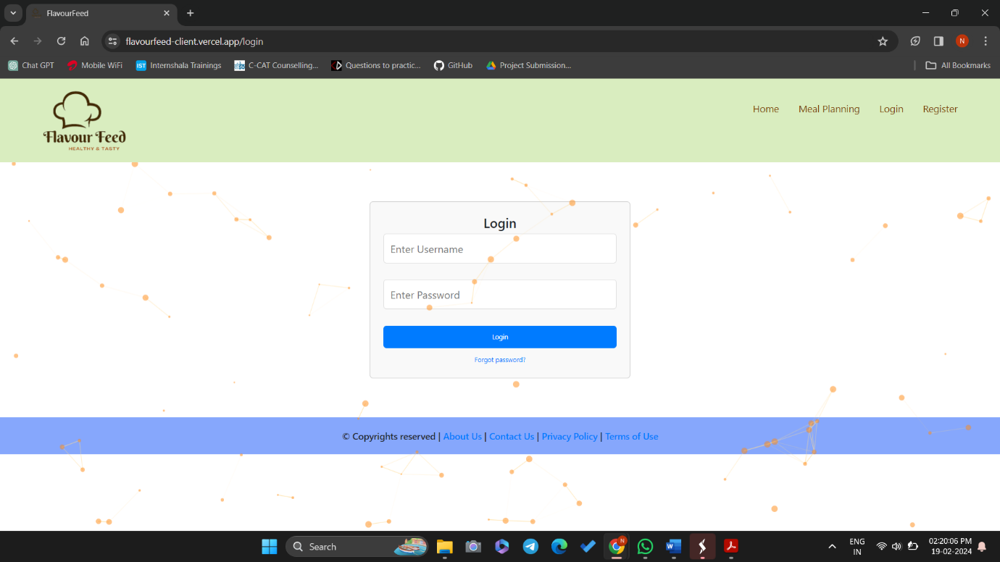 FlavourFeed
flavourfeed-client.vercel.app/login
N
Chat GPT
Mobile WiFi
IST Internshala Trainings
C-CAT Counselling...
Questions to practic...
GitHub
Project Submission...
All Bookmarks
Flavour Feed
HEALTHY & TASTY
Home
Meal Planning
Login
Register
Login
Enter Username
Enter Password
Login
Forgot password?
© Copyrights reserved | About Us | Contact Us | Privacy Policy | Terms of Use
Search
N
ENG
IN
02:20:06 PM
19-02-2024